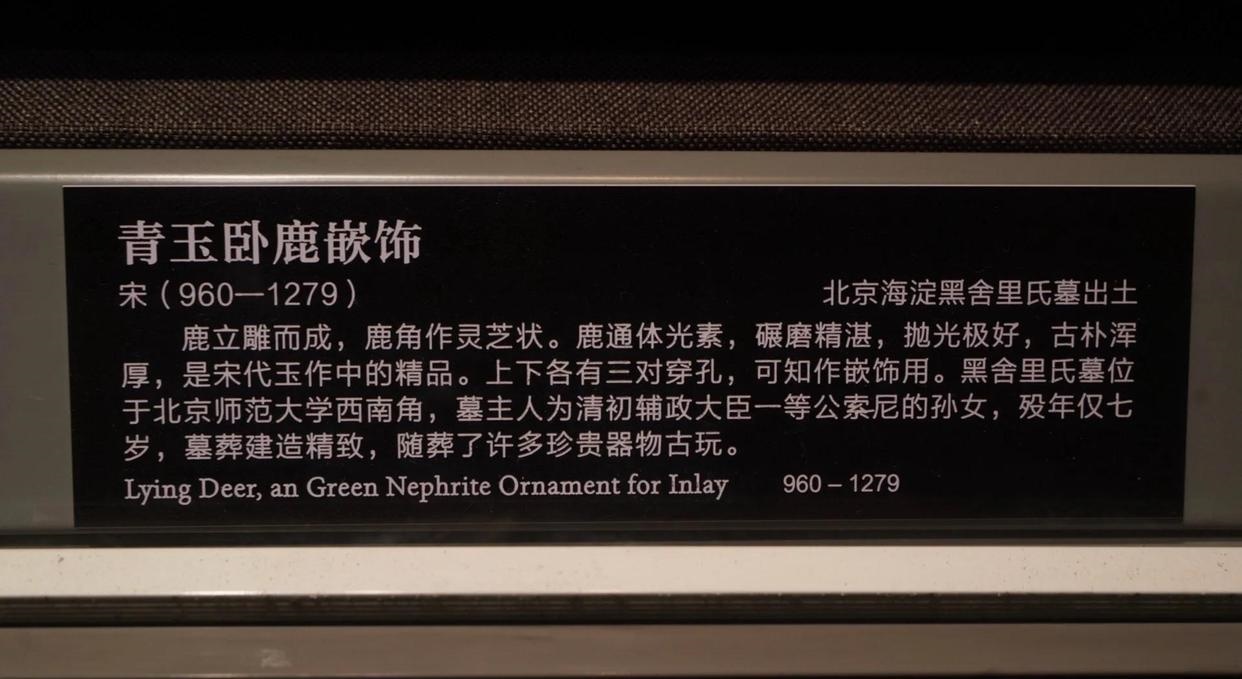 青玉卧鹿嵌饰
宋（960—1279） 北京海淀黑舍里氏墓出土
鹿立雕而成，鹿角作灵芝状。鹿通体光素，碾磨精湛，抛光极好，古朴浑
厚，是宋代玉作中的精品。上下各有三对穿孔，可知作嵌饰用。黑舍里氏墓位
于北京师范大学西南角，墓主人为清初辅政大臣一等公索尼的孙女，殁年仅七
岁，墓葬建造精致，随葬了许多珍贵器物古玩。
Lying Deer, an Green Nephrite Ornament for Inlay 960 – 1279